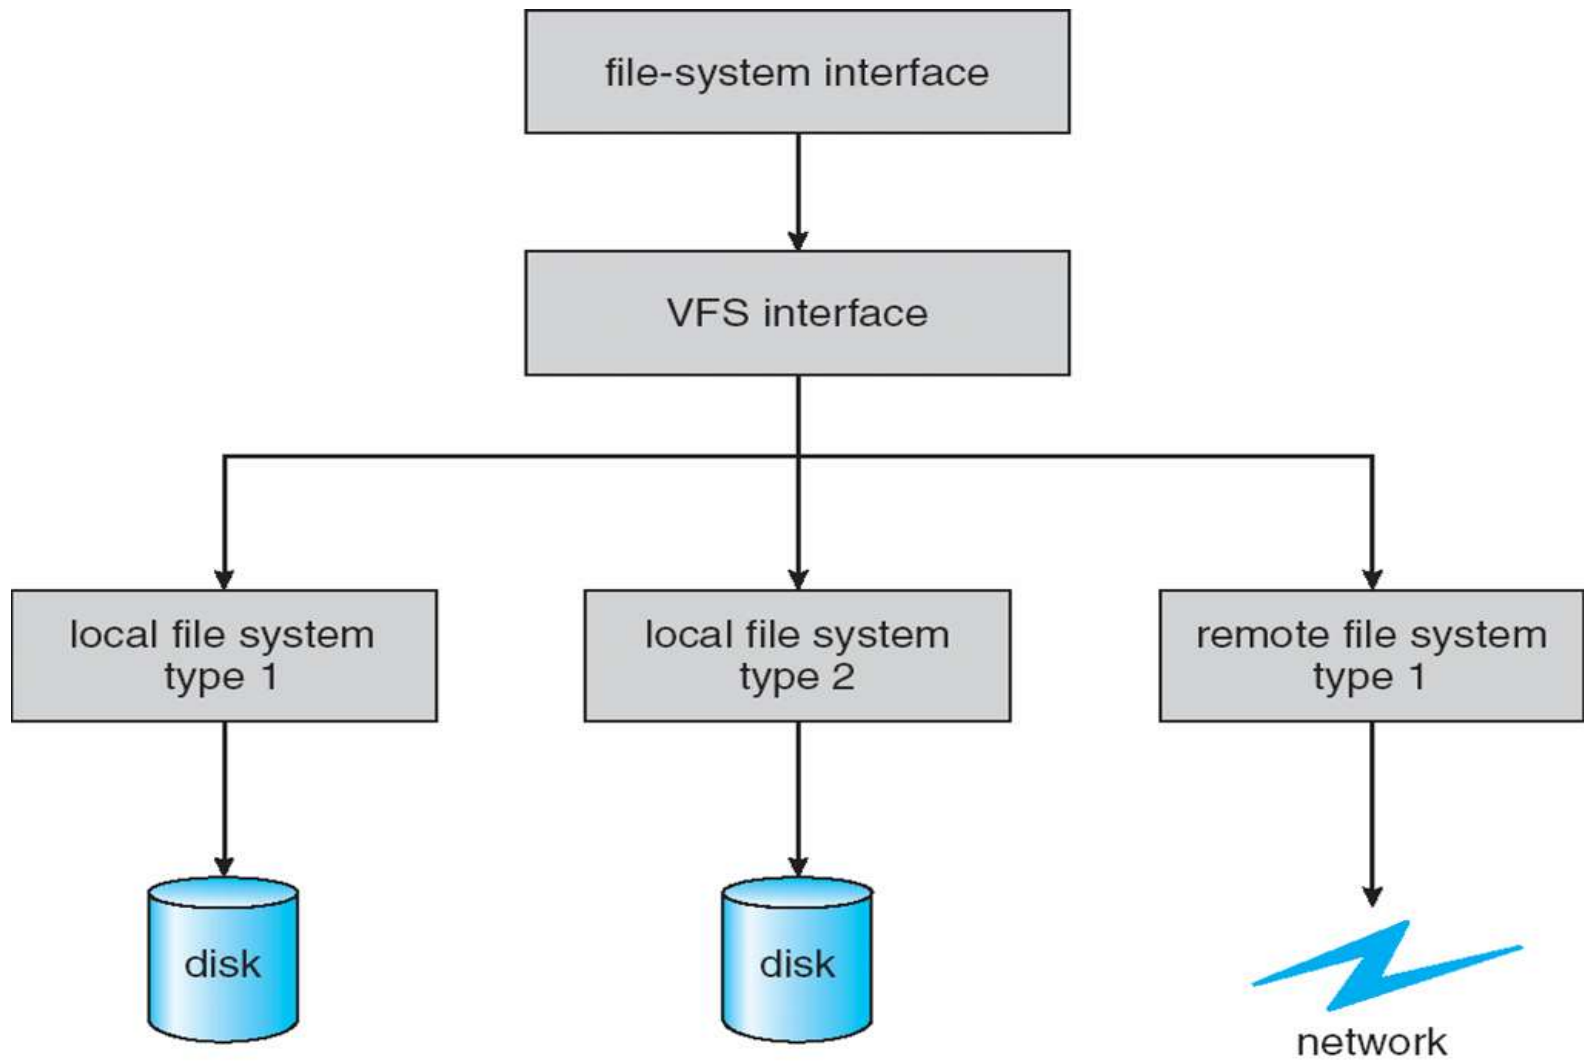 file-system interface
VFS interface
local file system
type 1
local file system
type 2
remote file system
type 1
disk
disk
network